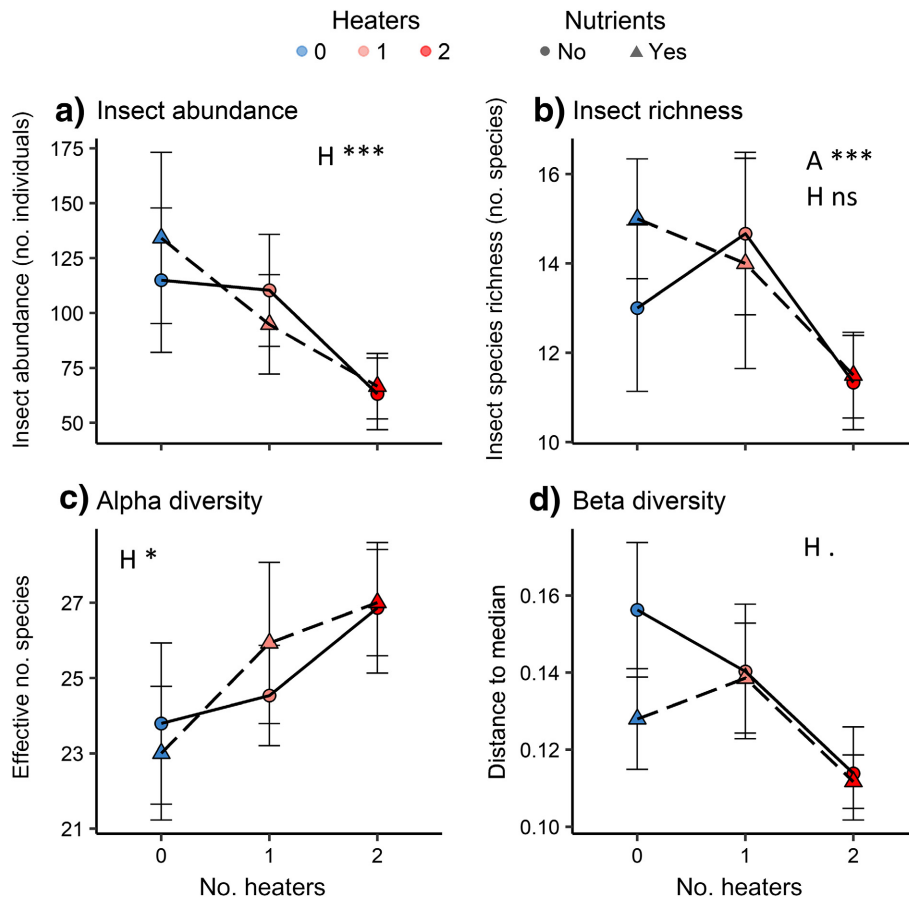 Heaters Nutrients
0 1 2 No Yes
a) Insect abundance
H ***
Insect abundance (no. individuals)
175
150
125
100
75
50
b) Insect richness
A ***
H ns
Insect species richness (no. species)
16
14
12
10
c) Alpha diversity
H *
Effective no. species
27
25
23
21
0 1 2
No. heaters
d) Beta diversity
H .
Distance to median
0.16
0.14
0.12
0.10
0 1 2
No. heaters